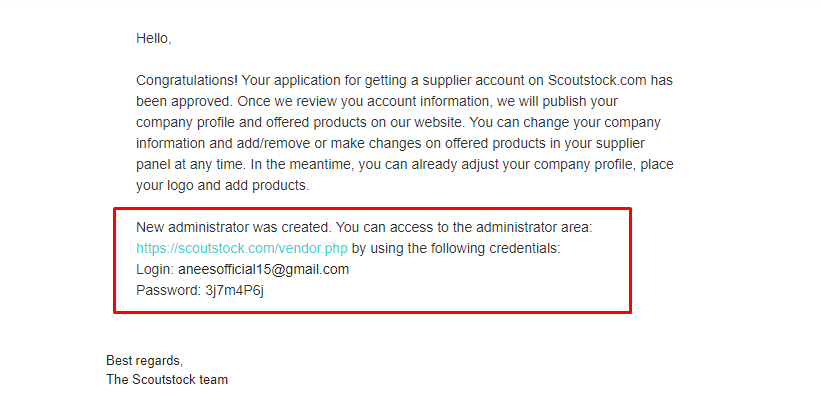 Hello,
Congratulations! Your application for getting a supplier account on Scoutstock.com has
been approved. Once we review you account information, we will publish your
company profile and offered products on our website. You can change your company
information and add/remove or make changes on offered products in your supplier
panel at any time. In the meantime, you can already adjust your company profile, place
your logo and add products.
New administrator was created. You can access to the administrator area:
https://scoutstock.com/vendor.php by using the following credentials:
Login: aneesofficial15@gmail.com
Password: 3j7m4P6j
Best regards,
The Scoutstock team